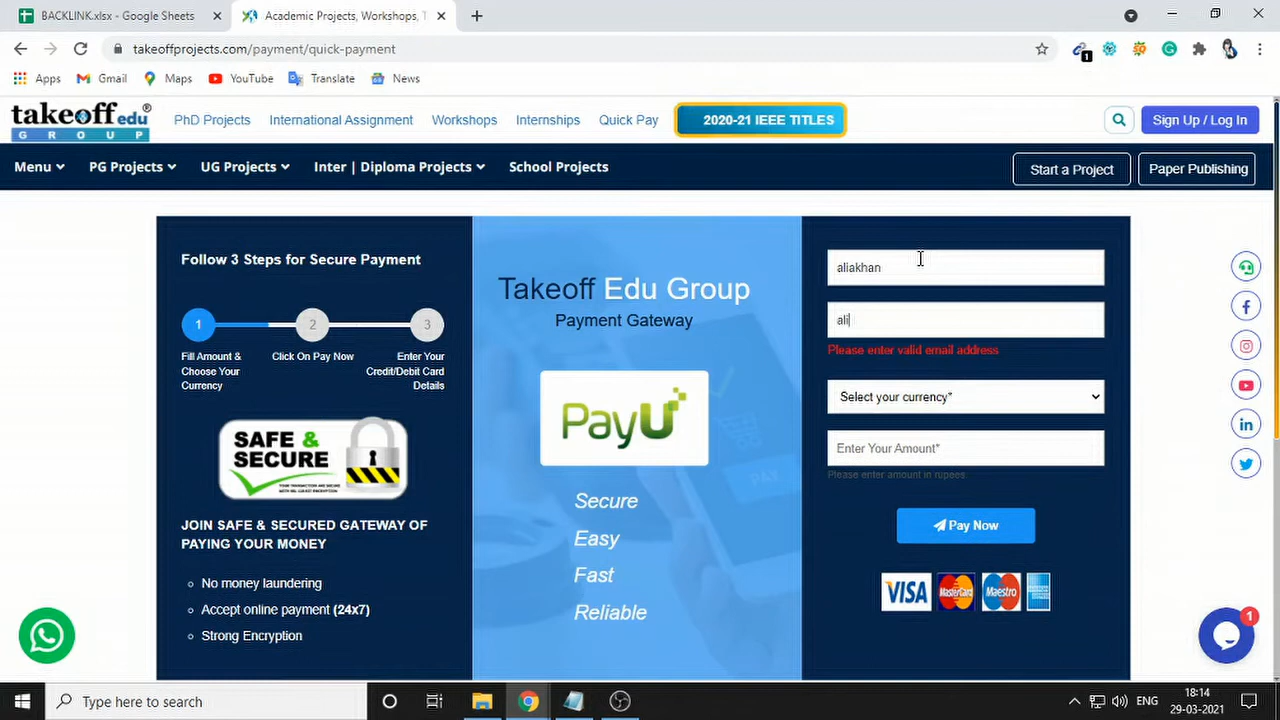 BACKLINK.xlsx - Google Sheets
Academic Projects, Workshops, T
takeoffprojects.com/payment/quick-payment
1
Apps
Gmail
Maps
YouTube
Translate
News
takeoff edu®
GROUP
PhD Projects
International Assignment
Workshops
Internships
Quick Pay
2020-21 IEEE TITLES
Sign Up / Log In
Menu
PG Projects
UG Projects
Inter | Diploma Projects
School Projects
Start a Project
Paper Publishing
Follow 3 Steps for Secure Payment
1
2
3
Fill Amount &
Choose Your
Currency
Click On Pay Now
Enter Your
Credit/Debit Card
Details
SAFE &
SECURE
JOIN SAFE & SECURED GATEWAY OF
PAYING YOUR MONEY
No money laundering
Accept online payment (24x7)
Strong Encryption
Takeoff Edu Group
Payment Gateway
PayU
Secure
Easy
Fast
Reliable
aliakhan
ali
Please enter valid email address
Select your currency*
Enter Your Amount*
Please enter amount in rupees
Pay Now
VISA
MasterCard
Maestro
1
Type here to search
ENG
18:14
29-03-2021